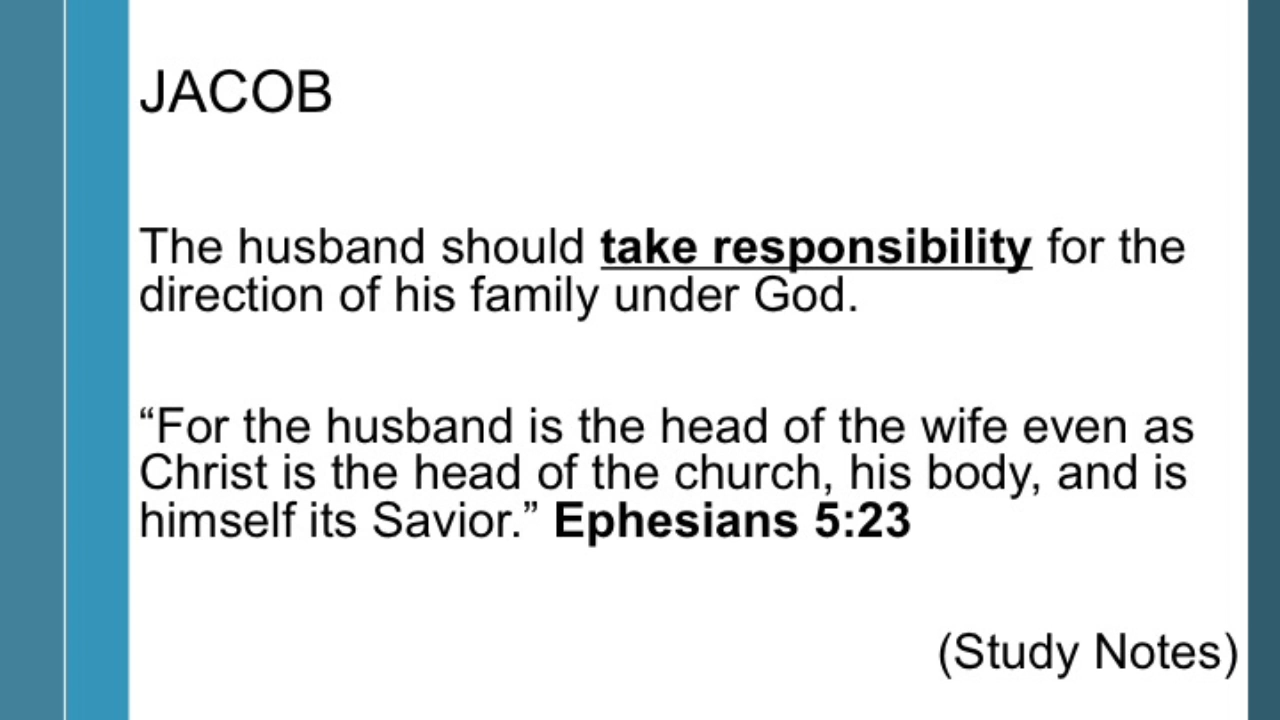 JACOB
The husband should take responsibility for the
direction of his family under God.
“For the husband is the head of the wife even as
Christ is the head of the church, his body, and is
himself its Savior.” Ephesians 5:23
(Study Notes)